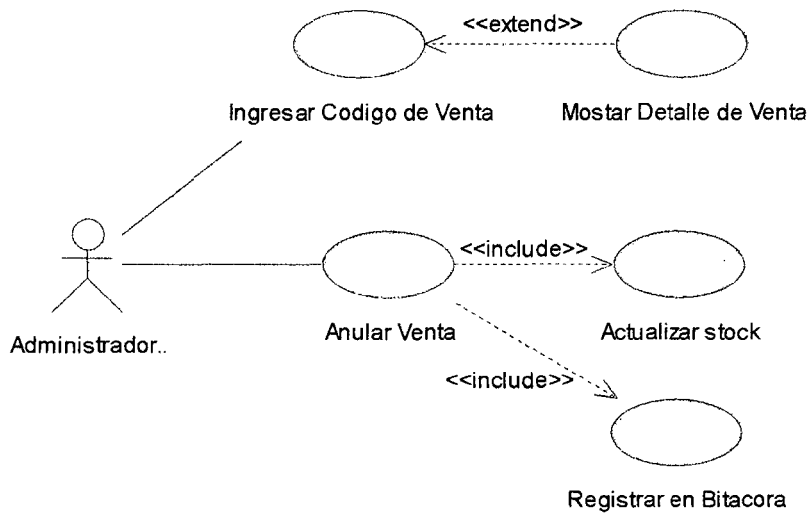 <<extend>>
Ingresar Codigo de Venta
Mostar Detalle de Venta
<<include>>
Administrador..
Anular Venta
Actualizar stock
<<include>>
Registrar en Bitacora